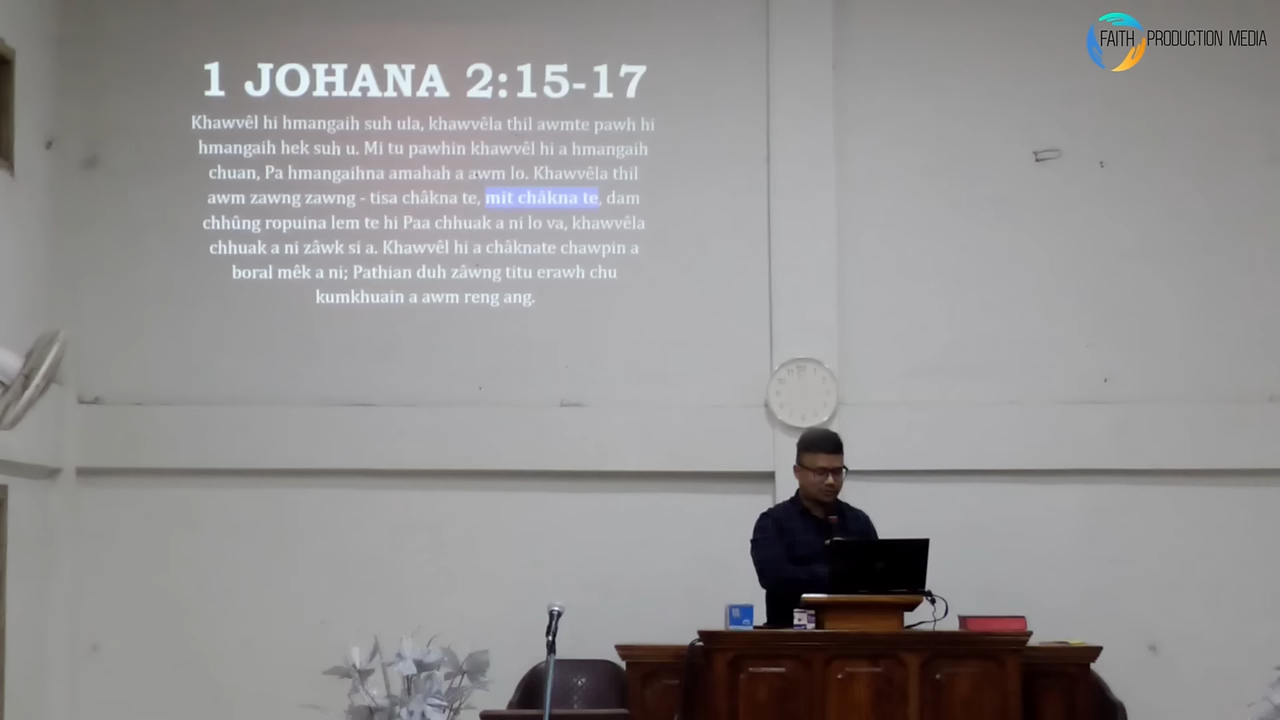 FAITH PRODUCTION MEDIA
1 JOHANA 2:15-17
Khawvêl hi hmangaih suh ula, khawvêla thil awmte pawh hi
hmangaih hek suh u. Mi tu pawhin khawvêl hi a hmangaih
chuan, Pa hmangaihna amahah a awm lo. Khawvêla thil
awm zawng zawng - tisa châkna te, mit châkna te, dam
chhûng ropuina lem te hi Paa chhuak a ni lo va, khawvêla
chhuak a ni zâwk si a. Khawvêl hi a châknate chawpin a
boral mêk a ni; Pathian duh zâwng titu erawh chu
kumkhuain a awm reng ang.